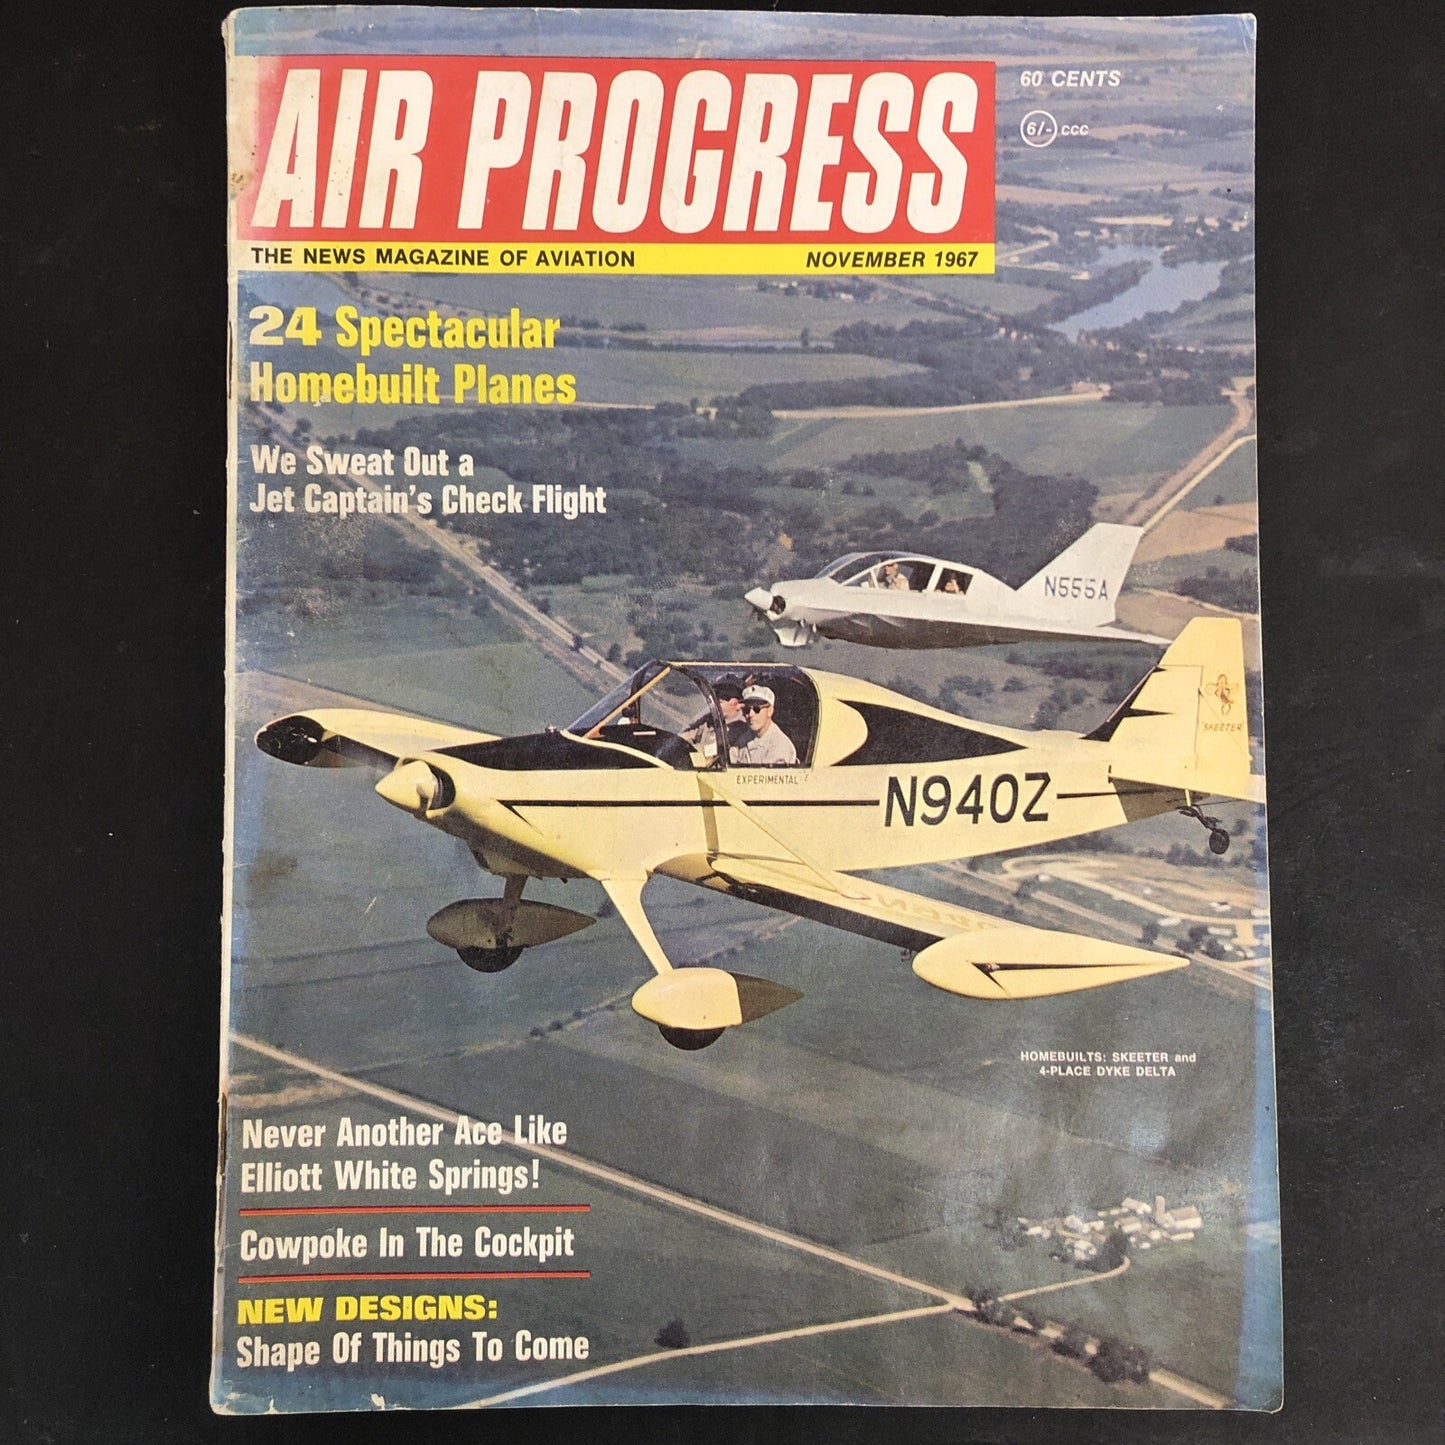 AIR PROGRESS
60 CENTS
6/- CCC
THE NEWS MAGAZINE OF AVIATION NOVEMBER 1967
24 Spectacular
Homebuilt Planes
We Sweat Out a
Jet Captain's Check Flight
N555A
"SKEETER"
EXPERIMENTAL
N940Z
HOMEBUILTS: SKEETER and
4-PLACE DYKE DELTA
Never Another Ace Like
Elliott White Springs!
Cowpoke In The Cockpit
NEW DESIGNS:
Shape Of Things To Come